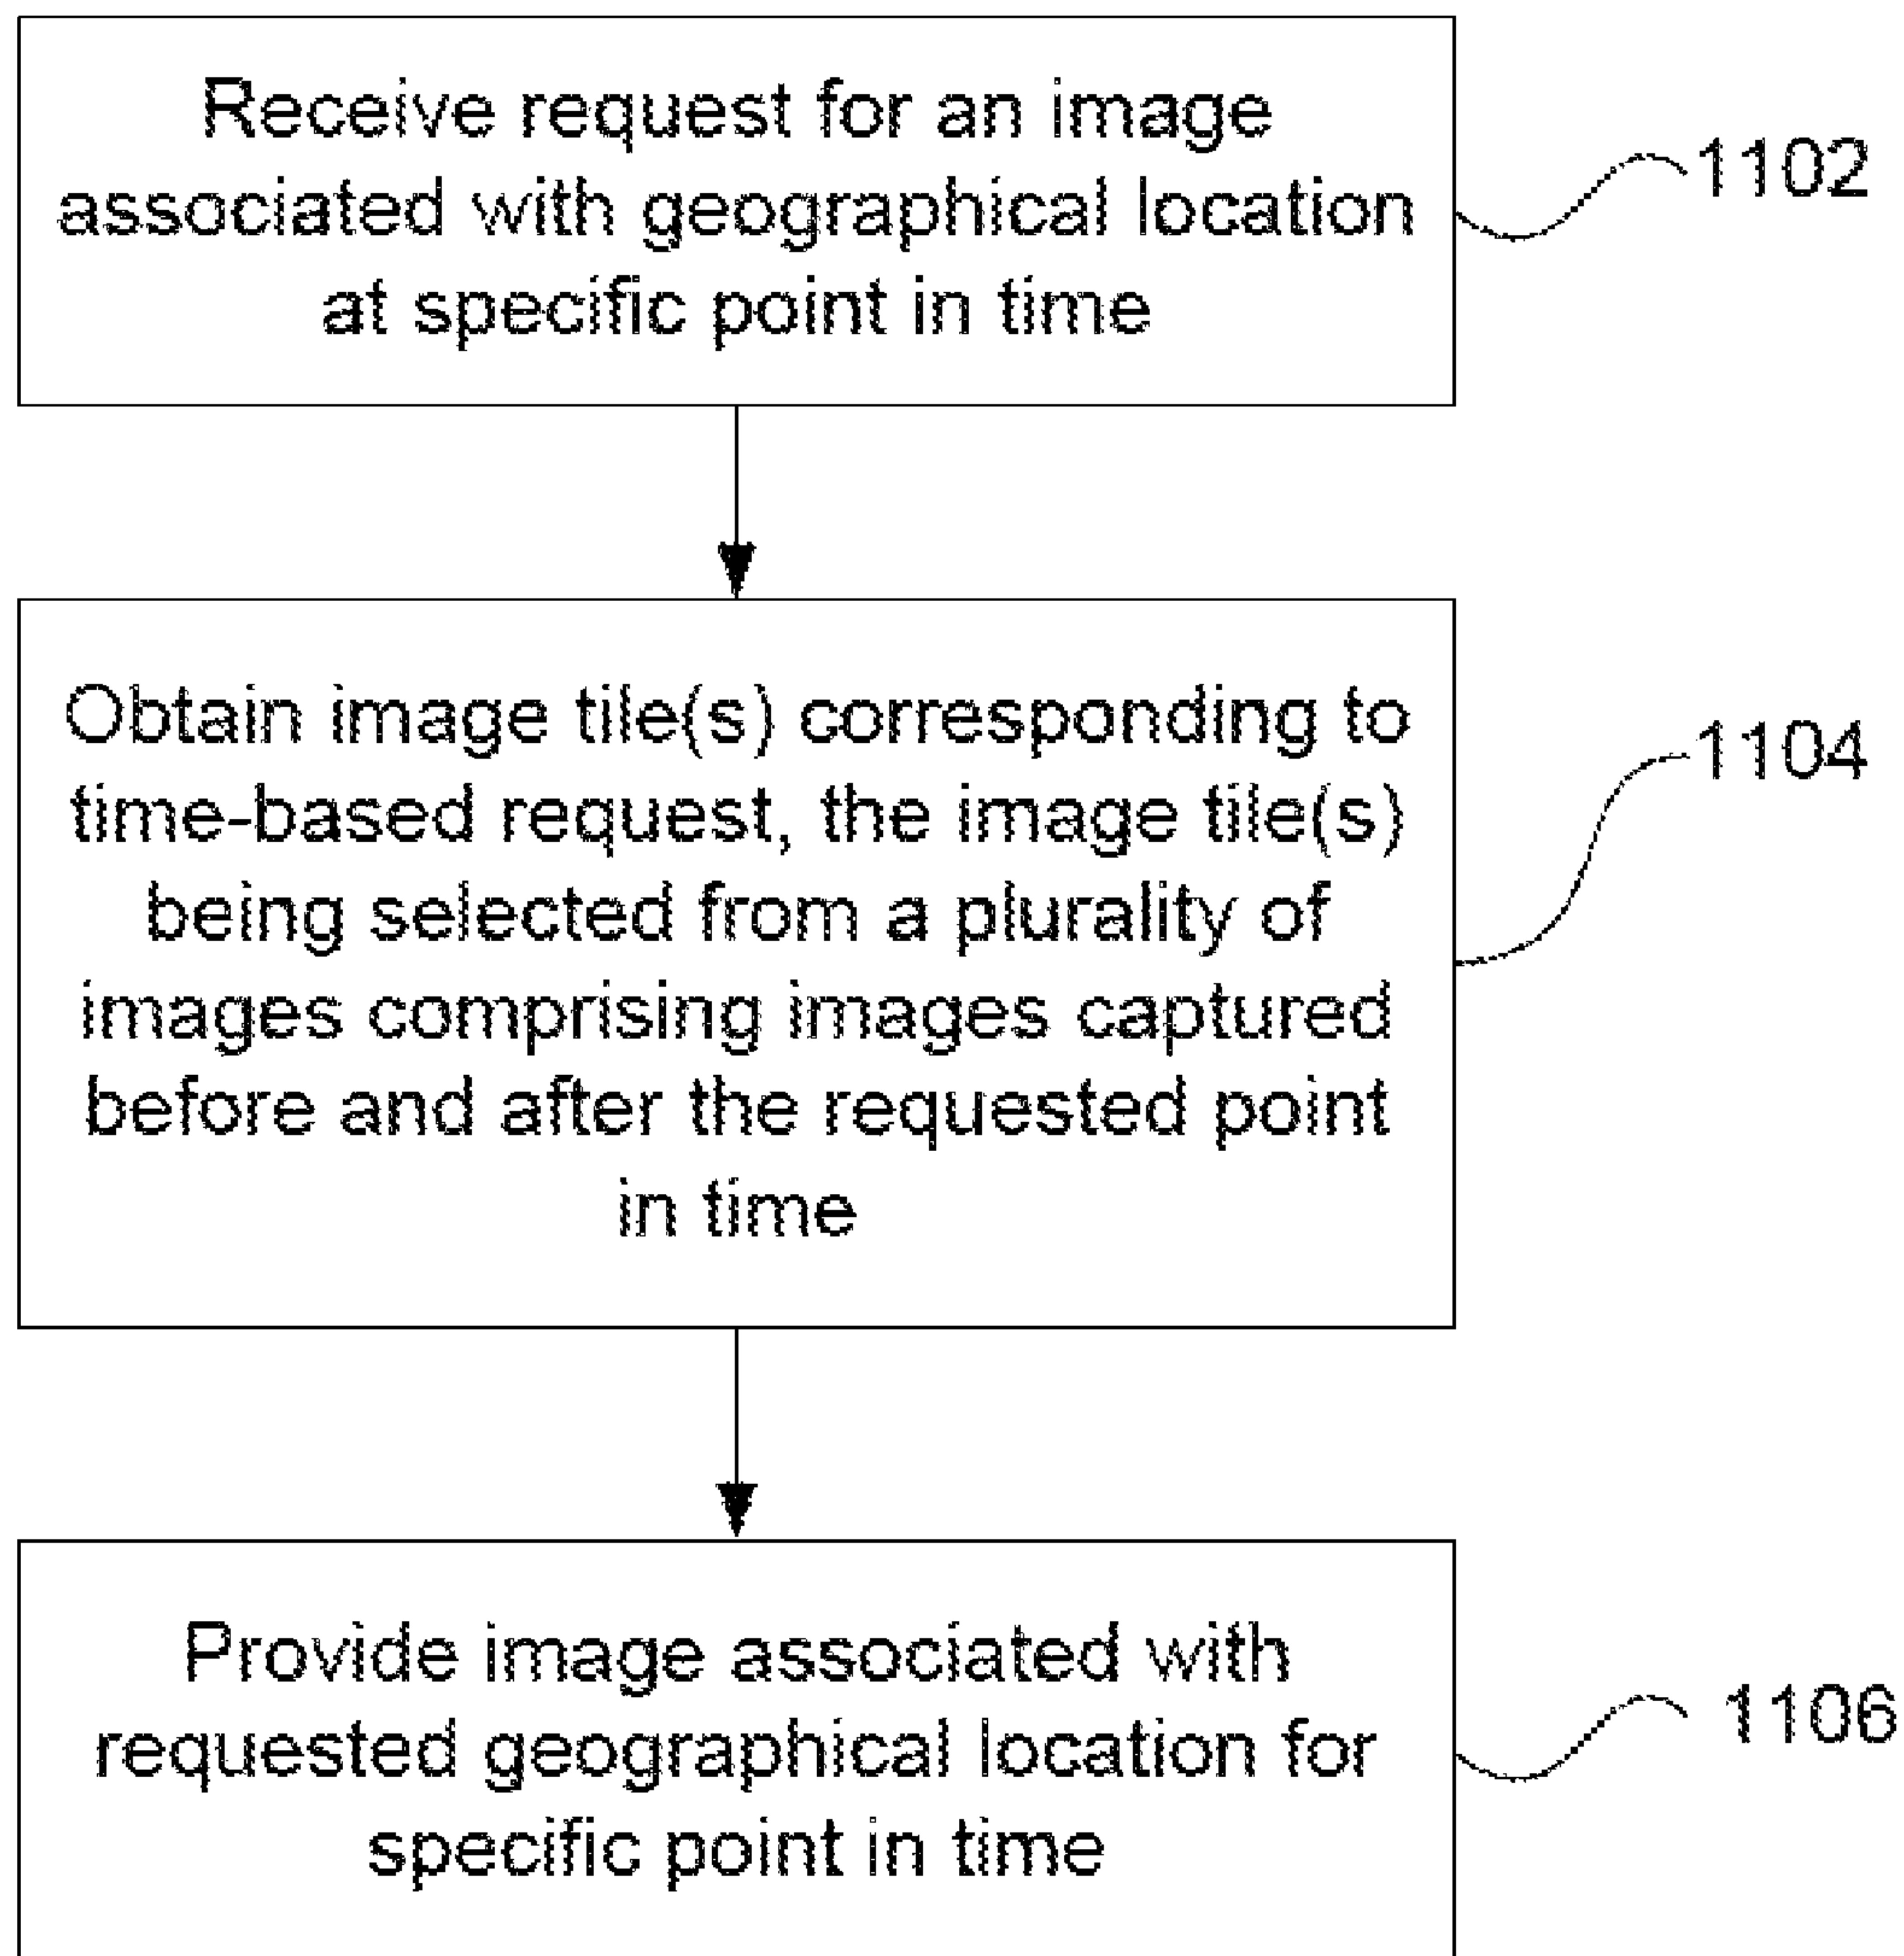 Receive request for an image
associated with geographical location
at specific point in time
1102
Obtain image tile(s) corresponding to
time-based request, the image tile(s)
being selected from a plurality of
images comprising images captured
before and after the requested point
in time
1104
Provide image associated with
requested geographical location for
specific point in time
1106